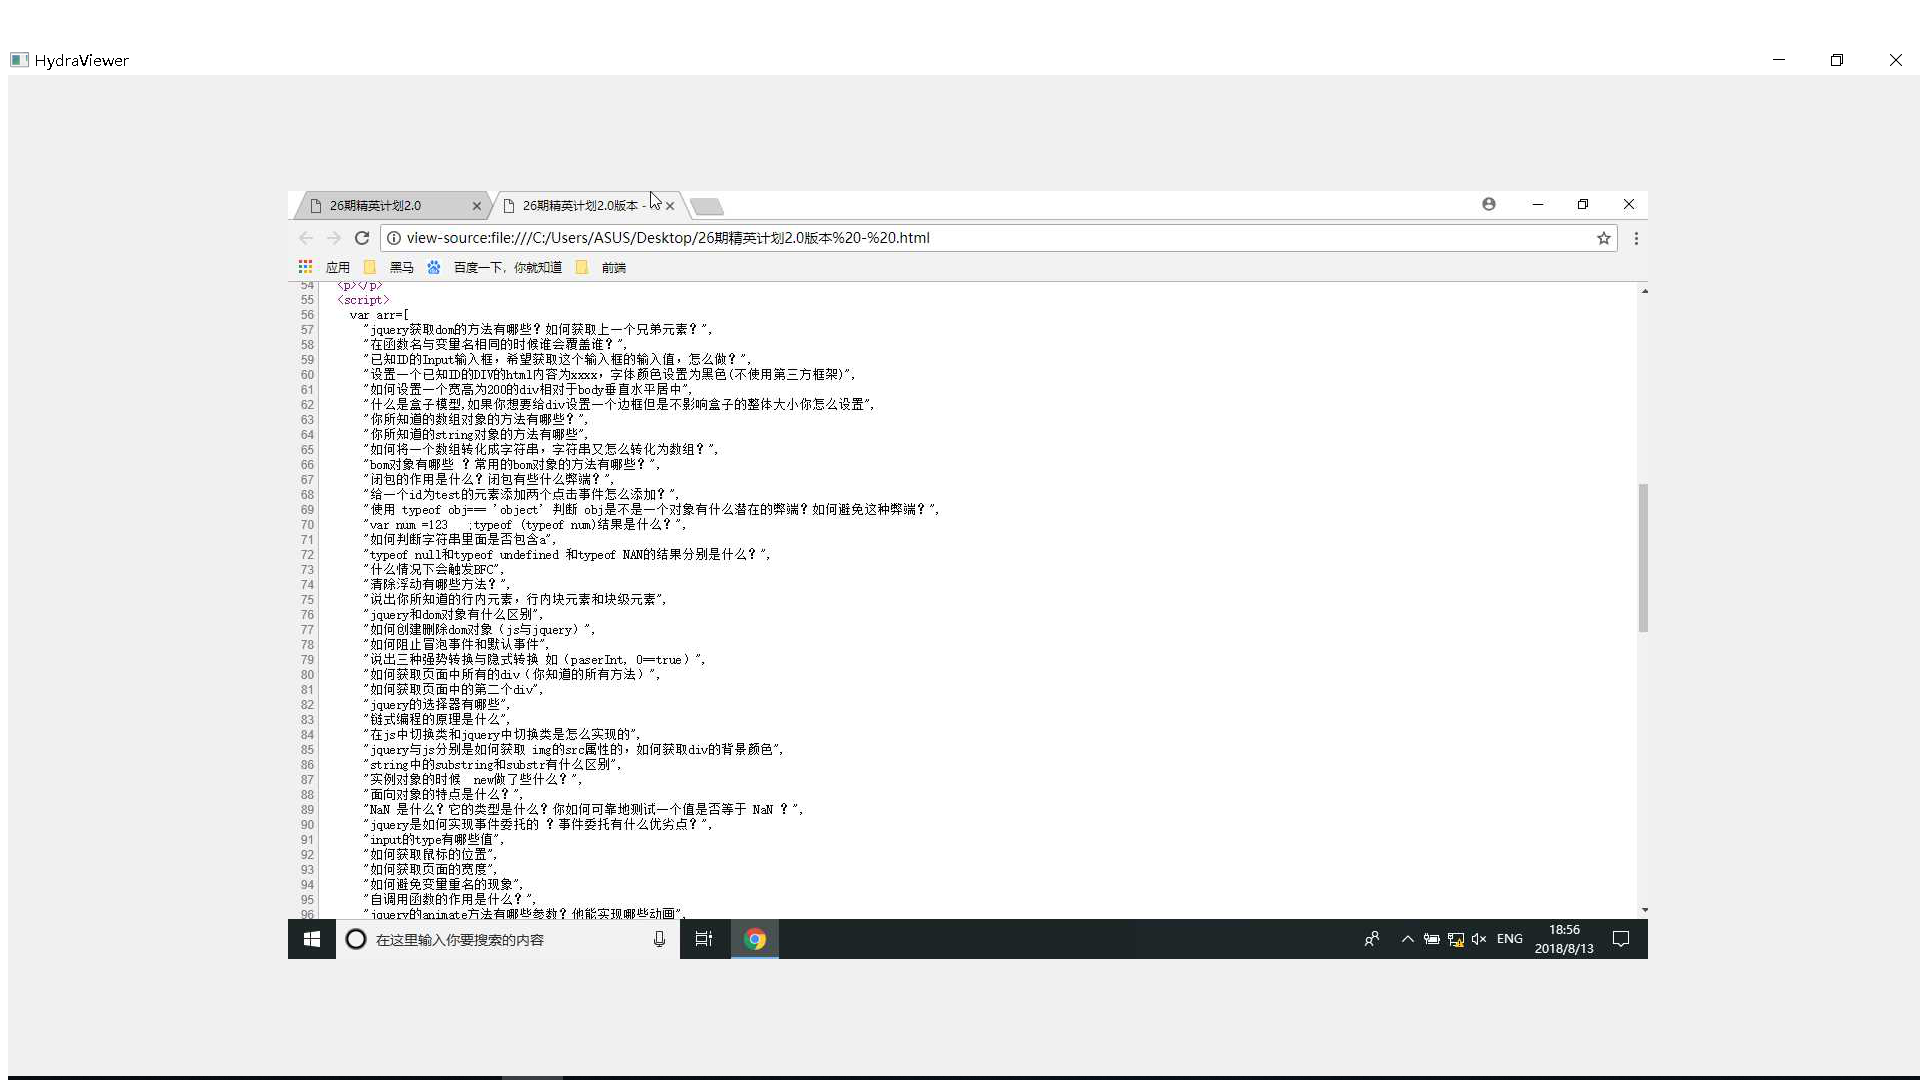 HydraViewer
26期精英计划2.0
26期精英计划2.0版本 -
view-source:file:///C:/Users/ASUS/Desktop/26期精英计划2.0版本%20-%20.html
应用 黑马 百度一下，你就知道 前端
54 <p></p>
55 <script>
56 var arr=[
57 "jquery获取dom的方法有哪些？如何获取上一个兄弟元素？",
58 "在函数名与变量名相同的时候谁会覆盖谁？",
59 "已知ID的Input输入框，希望获取这个输入框的输入值，怎么做？",
60 "设置一个已知ID的DIV的html内容为xxxx，字体颜色设置为黑色(不使用第三方框架)",
61 "如何设置一个宽高为200的div相对于body垂直水平居中",
62 "什么是盒子模型,如果你想要给div设置一个边框但是不影响盒子的整体大小你怎么设置",
63 "你所知道的数组对象的方法有哪些？",
64 "你所知道的string对象的方法有哪些",
65 "如何将一个数组转化成字符串，字符串又怎么转化为数组？",
66 "bom对象有哪些 ？常用的bom对象的方法有哪些？",
67 "闭包的作用是什么？闭包有些什么弊端？",
68 "给一个id为test的元素添加两个点击事件怎么添加？",
69 "使用 typeof obj=== 'object' 判断 obj是不是一个对象有什么潜在的弊端？如何避免这种弊端？",
70 "var num =123 ;typeof (typeof num)结果是什么？",
71 "如何判断字符串里面是否包含a",
72 "typeof null和typeof undefined 和typeof NAN的结果分别是什么？",
73 "什么情况下会触发BFC",
74 "清除浮动有哪些方法？",
75 "说出你所知道的行内元素，行内块元素和块级元素",
76 "jquery和dom对象有什么区别",
77 "如何创建删除dom对象（js与jquery）",
78 "如何阻止冒泡事件和默认事件",
79 "说出三种强势转换与隐式转换 如（paserInt, 0==true）",
80 "如何获取页面中所有的div（你知道的所有方法）",
81 "如何获取页面中的第二个div",
82 "jquery的选择器有哪些",
83 "链式编程的原理是什么",
84 "在js中切换类和jquery中切换类是怎么实现的",
85 "jquery与js分别是如何获取 img的src属性的，如何获取div的背景颜色",
86 "string中的substring和substr有什么区别",
87 "实例对象的时候 new做了些什么？",
88 "面向对象的特点是什么？",
89 "NaN 是什么？它的类型是什么？你如何可靠地测试一个值是否等于 NaN ？",
90 "jquery是如何实现事件委托的 ？事件委托有什么优劣点？",
91 "input的type有哪些值",
92 "如何获取鼠标的位置",
93 "如何获取页面的宽度",
94 "如何避免变量重名的现象",
95 "自调用函数的作用是什么？",
96 "jquery的animate方法有哪些参数？他能实现哪些动画",
在这里输入你要搜索的内容
ENG
18:56
2018/8/13